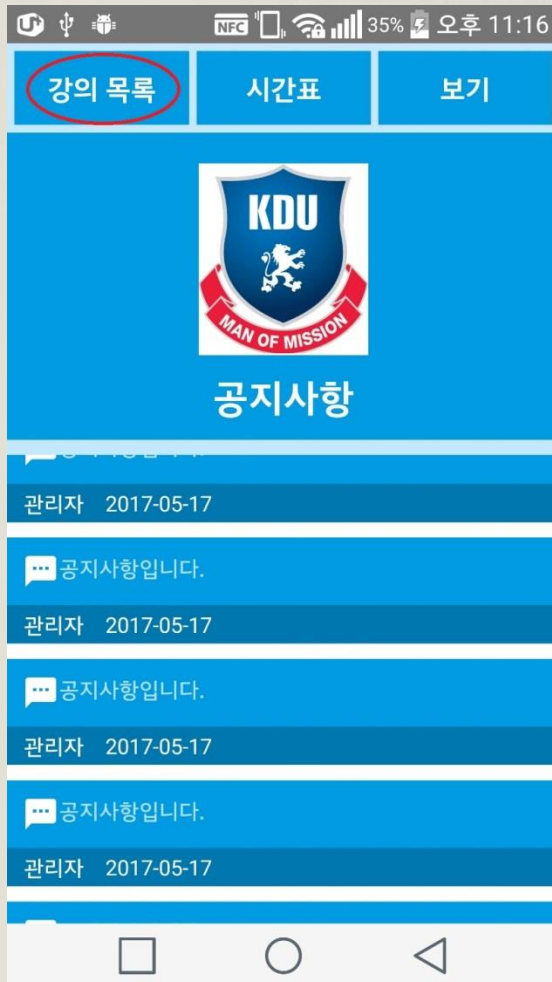 NFC 35% 오후 11:16
강의 목록 시간표 보기
KDU
MAN OF MISSION
공지사항
관리자 2017-05-17
공지사항입니다.
관리자 2017-05-17
공지사항입니다.
관리자 2017-05-17
공지사항입니다.
관리자 2017-05-17